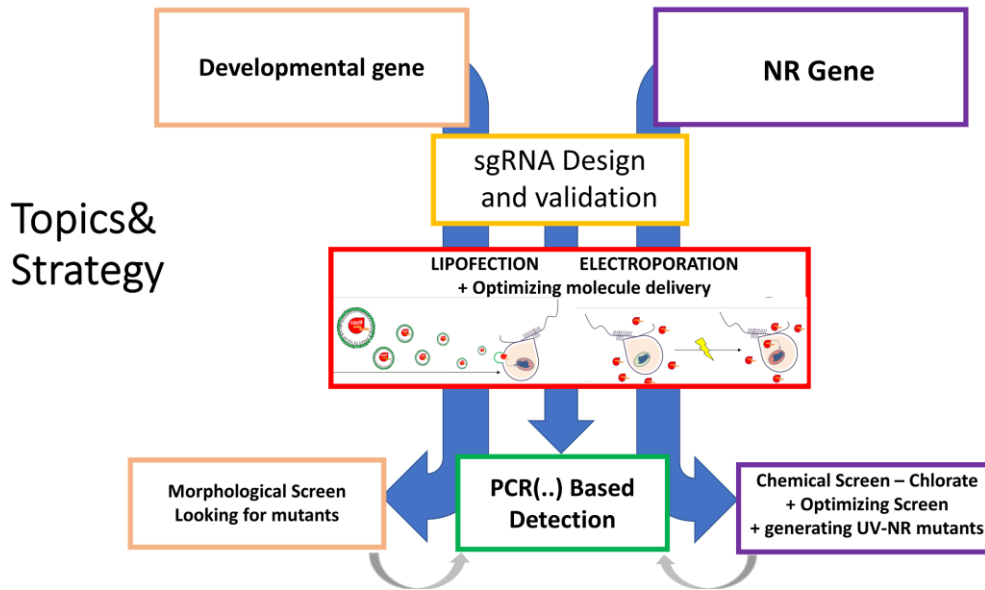 Developmental gene
NR Gene
sgRNA Design
and validation
Topics&
Strategy
LIPOFECTION ELECTROPORATION
+ Optimizing molecule delivery
Morphological Screen
Looking for mutants
PCR(..) Based
Detection
Chemical Screen – Chlorate
+ Optimizing Screen
+ generating UV-NR mutants